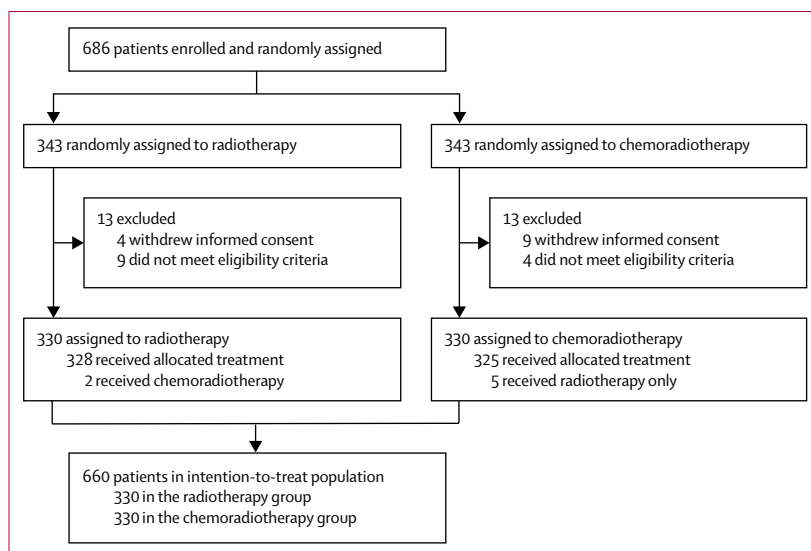 686 patients enrolled and randomly assigned
343 randomly assigned to radiotherapy
343 randomly assigned to chemoradiotherapy
13 excluded
4 withdrew informed consent
9 did not meet eligibility criteria
13 excluded
9 withdrew informed consent
4 did not meet eligibility criteria
330 assigned to radiotherapy
328 received allocated treatment
2 received chemoradiotherapy
330 assigned to chemoradiotherapy
325 received allocated treatment
5 received radiotherapy only
660 patients in intention-to-treat population
330 in the radiotherapy group
330 in the chemoradiotherapy group